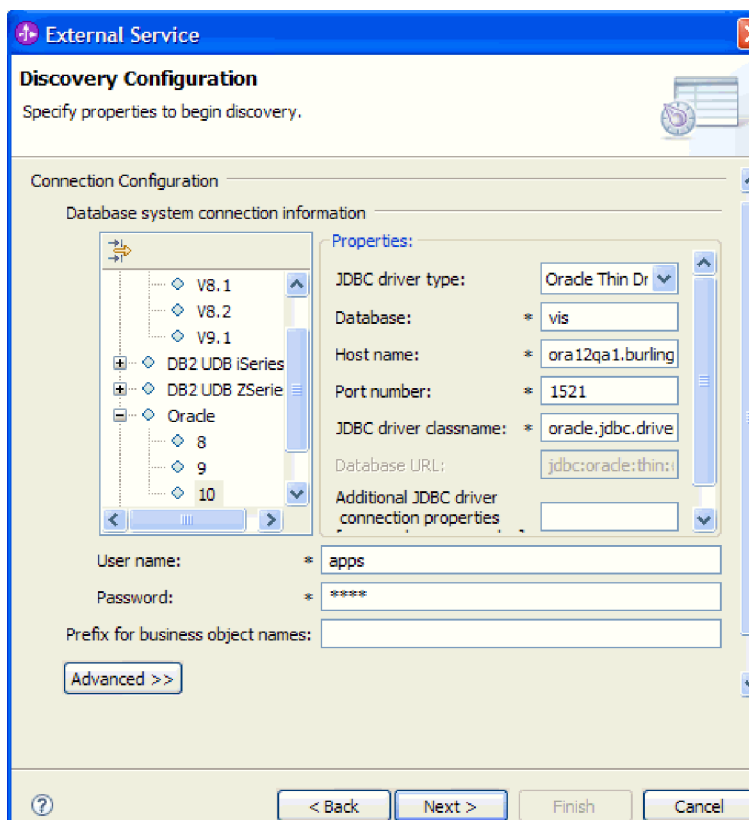 External Service
Discovery Configuration
Specify properties to begin discovery.
Connection Configuration
Database system connection information
V8.1
V8.2
V9.1
DB2 UDB iSeries
DB2 UDB ZSerie
Oracle
8
9
10
Properties:
JDBC driver type: Oracle Thin Dr
Database: * vis
Host name: * ora12qa1.burling
Port number: * 1521
JDBC driver classname: * oracle.jdbc.drive
Database URL: jdbc:oracle:thin:
Additional JDBC driver
connection properties
User name: * apps
Password: * ****
Prefix for business object names:
Advanced >>
< Back
Next >
Finish
Cancel